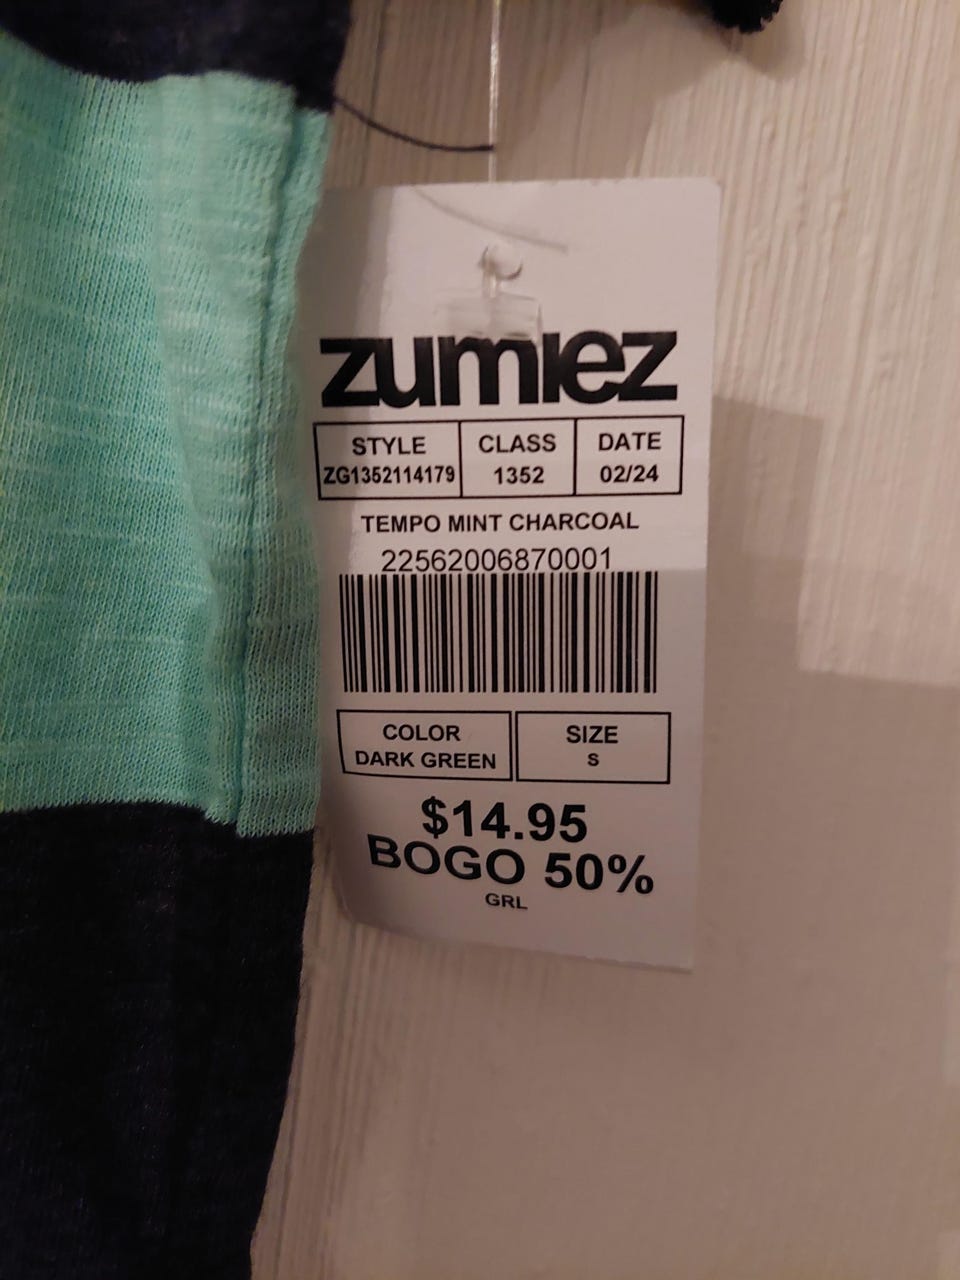 zumiez
STYLE CLASS DATE
ZG1352114179 1352 02/24
TEMPO MINT CHARCOAL
22562006870001
COLOR SIZE
DARK GREEN S
$14.95
BOGO 50%
GRL